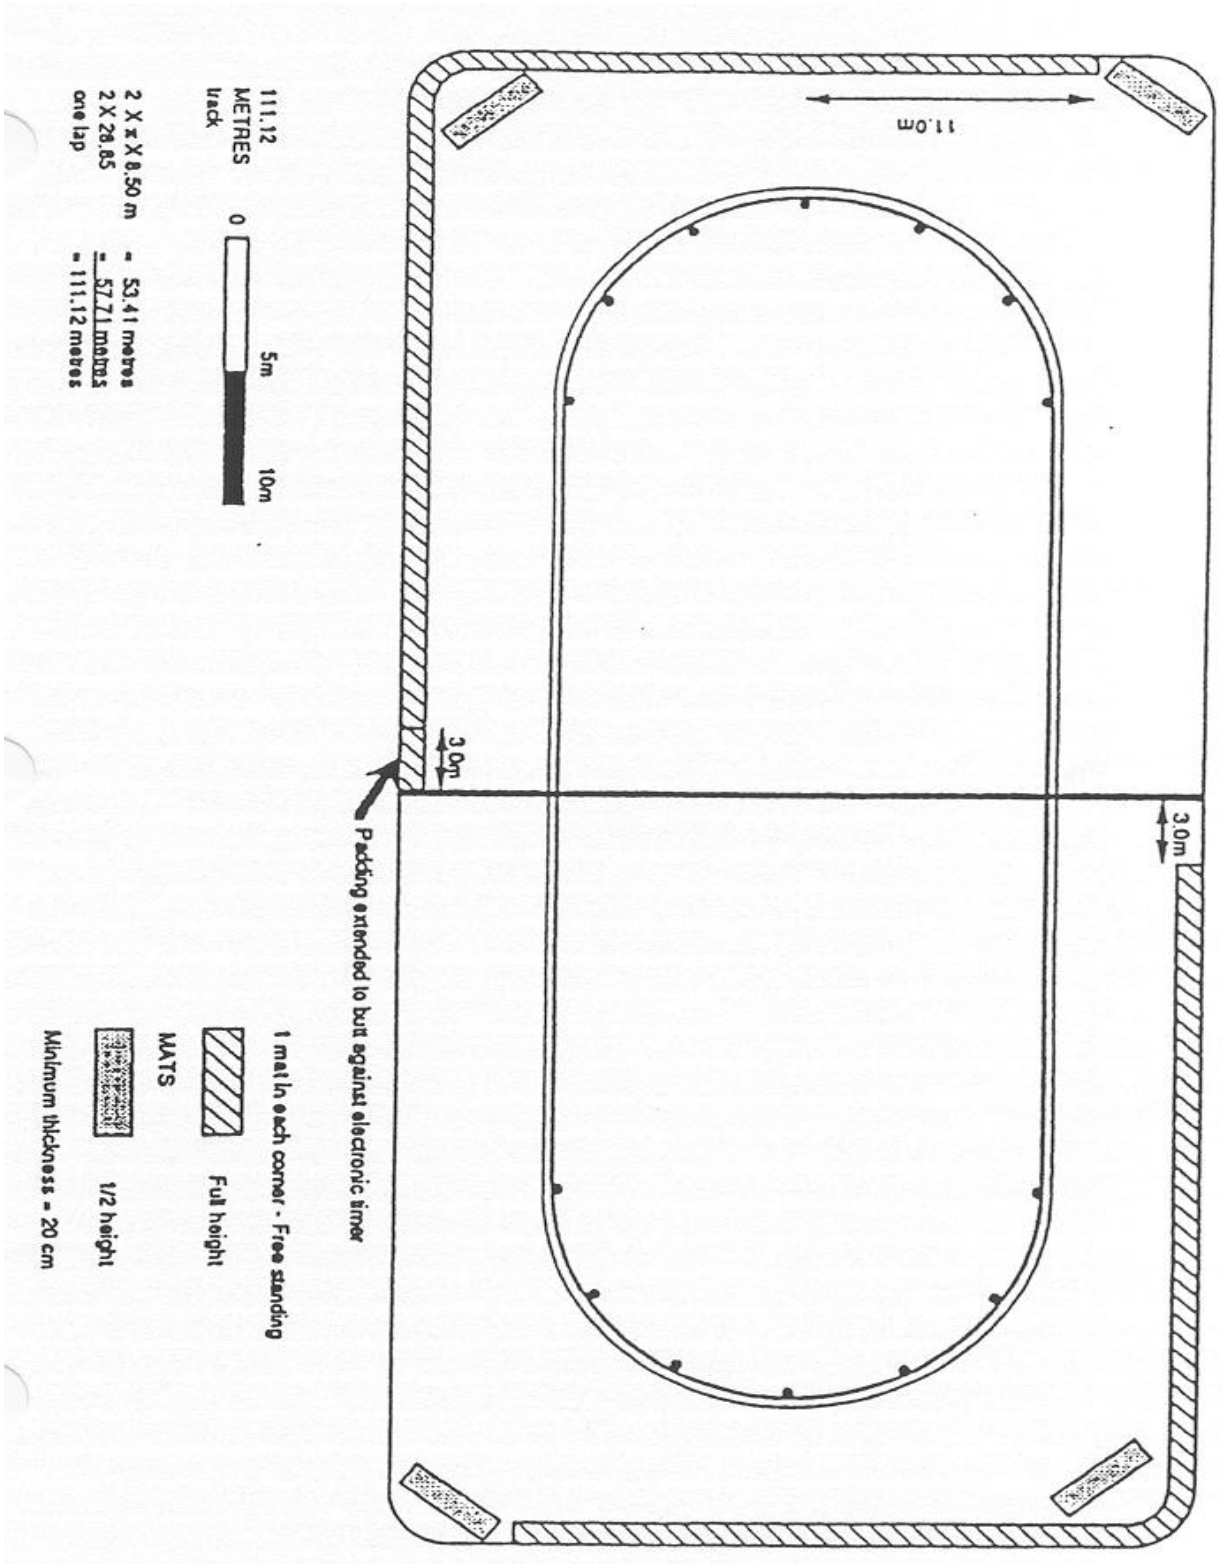 11.0m
111.12
METRES
track
0 5m 10m
2 X π X 8.50 m = 53.41 metres
2 X 28.85 = 57.71 metres
one lap = 111.12 metres
3.0m
3.0m
Padding extended to butt against electronic timer
1 mat in each corner - Free standing
Full height
MATS
1/2 height
Minimum thickness = 20 cm